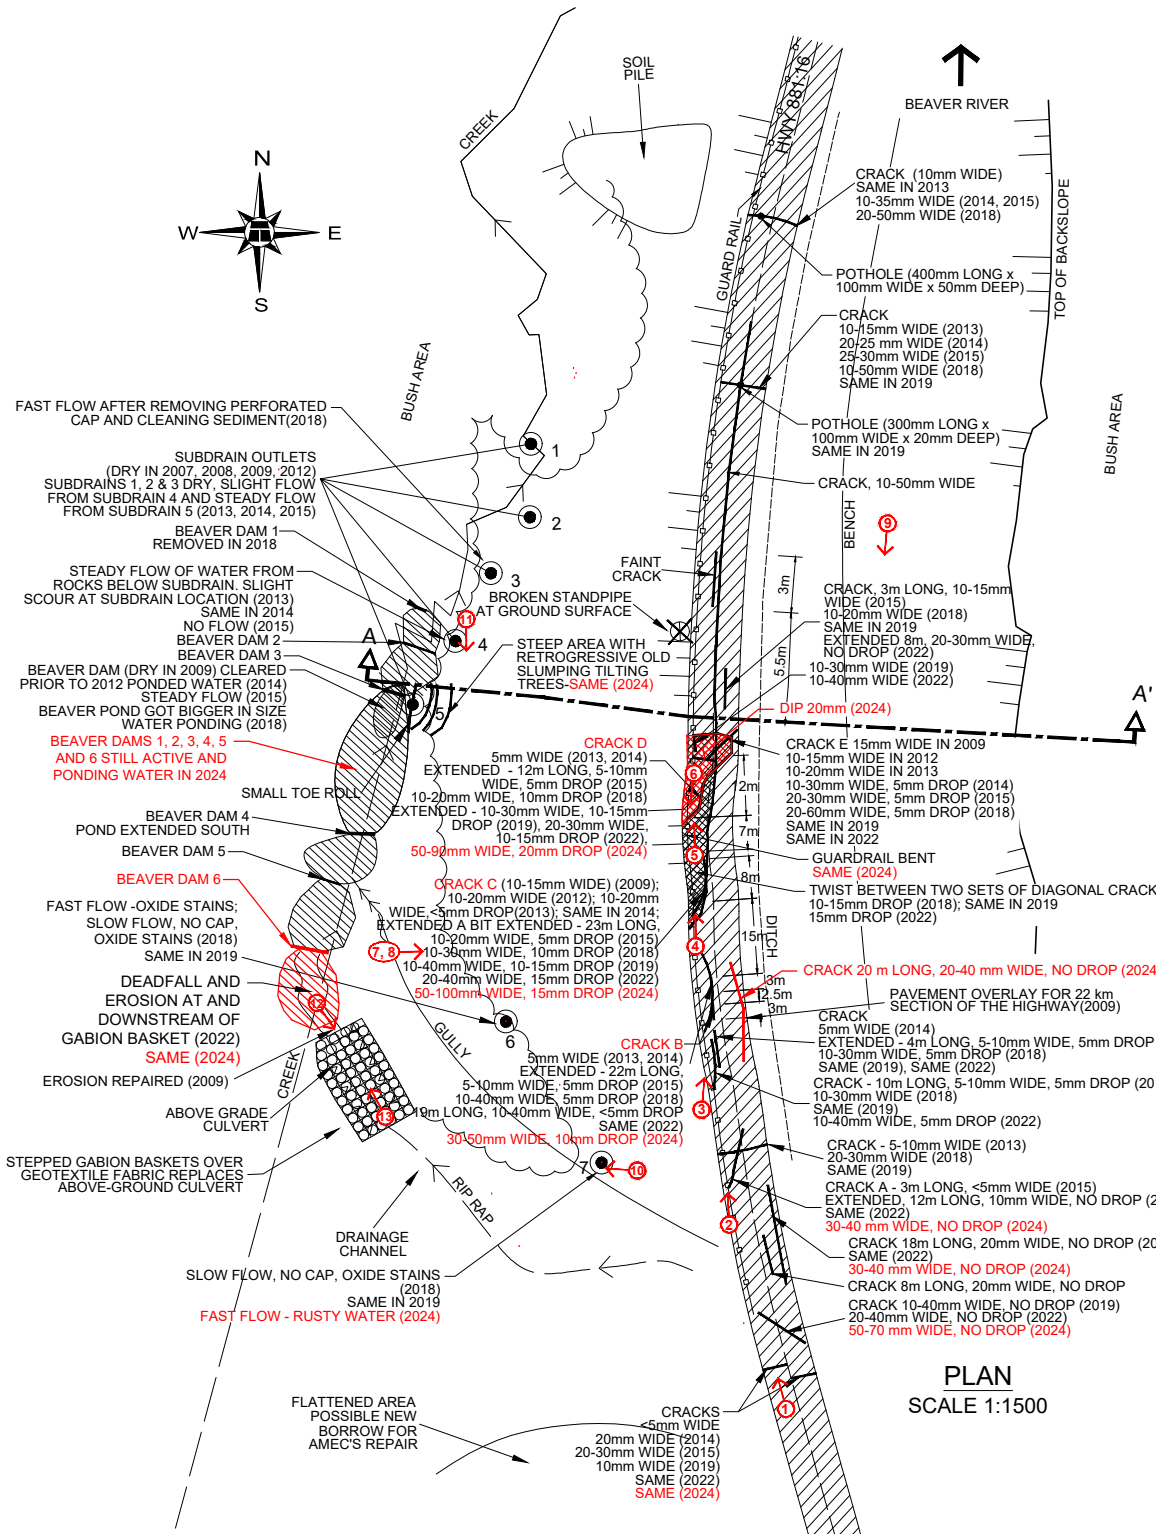 SOIL
PILE
CREEK
HWY 881:16
BEAVER RIVER
N
W
E
S
CRACK (10mm WIDE)
SAME IN 2013
10-35mm WIDE (2014, 2015)
20-50mm WIDE (2018)
TOP OF BACKSLOPE
GUARD RAIL
POTHOLE (400mm LONG x
100mm WIDE x 50mm DEEP)
CRACK
10-15mm WIDE (2013)
20-25 mm WIDE (2014)
25-30mm WIDE (2015)
10-50mm WIDE (2018)
SAME IN 2019
BUSH AREA
BUSH AREA
POTHOLE (300mm LONG x
100mm WIDE x 20mm DEEP)
SAME IN 2019
CRACK, 10-50mm WIDE
BENCH
9
FAST FLOW AFTER REMOVING PERFORATED
CAP AND CLEANING SEDIMENT(2018)
SUBDRAIN OUTLETS
(DRY IN 2007, 2008, 2009, 2012)
SUBDRAINS 1, 2 & 3 DRY, SLIGHT FLOW
FROM SUBDRAIN 4 AND STEADY FLOW
FROM SUBDRAIN 5 (2013, 2014, 2015)
1
2
3
4
5
BEAVER DAM 1
REMOVED IN 2018
STEADY FLOW OF WATER FROM
ROCKS BELOW SUBDRAIN. SLIGHT
SCOUR AT SUBDRAIN LOCATION (2013)
SAME IN 2014
NO FLOW (2015)
BEAVER DAM 2
BEAVER DAM 3
BEAVER DAM (DRY IN 2009) CLEARED
PRIOR TO 2012 PONDED WATER (2014)
STEADY FLOW (2015)
BEAVER POND GOT BIGGER IN SIZE
WATER PONDING (2018)
BEAVER DAMS 1, 2, 3, 4, 5
AND 6 STILL ACTIVE AND
PONDING WATER IN 2024
SMALL TOE ROLL
A
11
FAINT
CRACK
BROKEN STANDPIPE
AT GROUND SURFACE
STEEP AREA WITH
RETROGRESSIVE OLD
SLUMPING TILTING
TREES-SAME (2024)
3m
5.5m
CRACK, 3m LONG, 10-15mm
WIDE (2015)
10-20mm WIDE (2018)
SAME IN 2019
EXTENDED 8m, 20-30mm WIDE,
NO DROP (2022)
10-30mm WIDE (2019)
10-40mm WIDE (2022)
A'
DIP 20mm (2024)
CRACK D
5mm WIDE (2013, 2014)
EXTENDED - 12m LONG, 5-10mm
WIDE, 5mm DROP (2015)
10-20mm WIDE, 10mm DROP (2018)
EXTENDED - 10-30mm WIDE, 10-15mm
DROP (2019), 20-30mm WIDE,
10-15mm DROP (2022),
50-90mm WIDE, 20mm DROP (2024)
6
5
4
CRACK E 15mm WIDE IN 2009
10-15mm WIDE IN 2012
10-20mm WIDE IN 2013
10-30mm WIDE, 5mm DROP (2014)
20-30mm WIDE, 5mm DROP (2015)
20-60mm WIDE, 5mm DROP (2018)
SAME IN 2019
SAME IN 2022
12m
7m
8m
15m
3m
2.5m
3m
DITCH
GUARDRAIL BENT
SAME (2024)
TWIST BETWEEN TWO SETS OF DIAGONAL CRACK
10-15mm DROP (2018); SAME IN 2019
15mm DROP (2022)
BEAVER DAM 4
POND EXTENDED SOUTH
BEAVER DAM 5
BEAVER DAM 6
FAST FLOW -OXIDE STAINS;
SLOW FLOW, NO CAP,
OXIDE STAINS (2018)
SAME IN 2019
CRACK C (10-15mm WIDE) (2009);
10-20mm WIDE (2012); 10-20mm
WIDE,<5mm DROP(2013); SAME IN 2014;
EXTENDED A BIT EXTENDED - 23m LONG,
10-20mm WIDE, 5mm DROP (2015)
10-30mm WIDE, 10mm DROP (2018)
10-40mm WIDE, 10-15mm DROP (2019)
20-40mm WIDE, 15mm DROP (2022)
50-100mm WIDE, 15mm DROP (2024)
7, 8
DEADFALL AND
EROSION AT AND
DOWNSTREAM OF
GABION BASKET (2022)
SAME (2024)
12
EROSION REPAIRED (2009)
ABOVE GRADE
CULVERT
STEPPED GABION BASKETS OVER
GEOTEXTILE FABRIC REPLACES
ABOVE-GROUND CULVERT
CREEK
GULLY
6
13
CRACK 20 m LONG, 20-40 mm WIDE, NO DROP (2024
PAVEMENT OVERLAY FOR 22 km
SECTION OF THE HIGHWAY(2009)
CRACK
5mm WIDE (2014)
EXTENDED - 4m LONG, 5-10mm WIDE, 5mm DROP
10-30mm WIDE, 5mm DROP (2018)
SAME (2019), SAME (2022)
CRACK B
5mm WIDE (2013, 2014)
EXTENDED - 22m LONG,
5-10mm WIDE, 5mm DROP (2015)
10-40mm WIDE, 5mm DROP (2018)
19m LONG, 10-40mm WIDE, <5mm DROP
SAME (2022)
30-50mm WIDE, 10mm DROP (2024)
3
CRACK - 10m LONG, 5-10mm WIDE, 5mm DROP (20
10-30mm WIDE (2018)
SAME (2019)
10-40mm WIDE, 5mm DROP (2022)
CRACK - 5-10mm WIDE (2013)
20-30mm WIDE (2018)
SAME (2019)
CRACK A - 3m LONG, <5mm WIDE (2015)
EXTENDED, 12m LONG, 10mm WIDE, NO DROP (2
SAME (2022)
30-40 mm WIDE, NO DROP (2024)
2
7
10
RIP RAP
DRAINAGE
CHANNEL
SLOW FLOW, NO CAP, OXIDE STAINS
(2018)
SAME IN 2019
FAST FLOW - RUSTY WATER (2024)
CRACK 18m LONG, 20mm WIDE, NO DROP (20
SAME (2022)
30-40 mm WIDE, NO DROP (2024)
CRACK 8m LONG, 20mm WIDE, NO DROP
CRACK 10-40mm WIDE, NO DROP (2019)
20-40mm WIDE, NO DROP (2022)
50-70 mm WIDE, NO DROP (2024)
FLATTENED AREA
POSSIBLE NEW
BORROW FOR
AMEC'S REPAIR
CRACKS
<5mm WIDE
20mm WIDE (2014)
20-30mm WIDE (2015)
10mm WIDE (2019)
SAME (2022)
SAME (2024)
1
PLAN
SCALE 1:1500